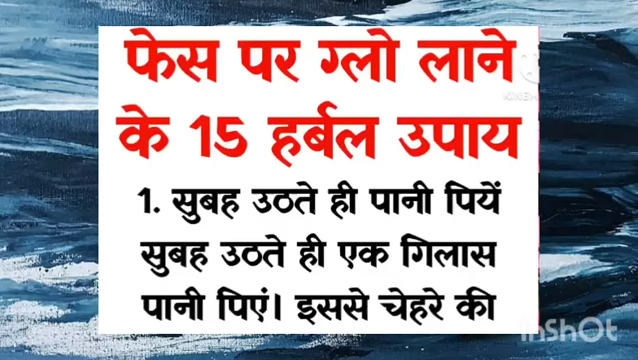 फेस पर ग्लो लाने
के 15 हर्बल उपाय
1. सुबह उठते ही पानी पियें
सुबह उठते ही एक गिलास
पानी पिएं। इससे चेहरे की
InShOt